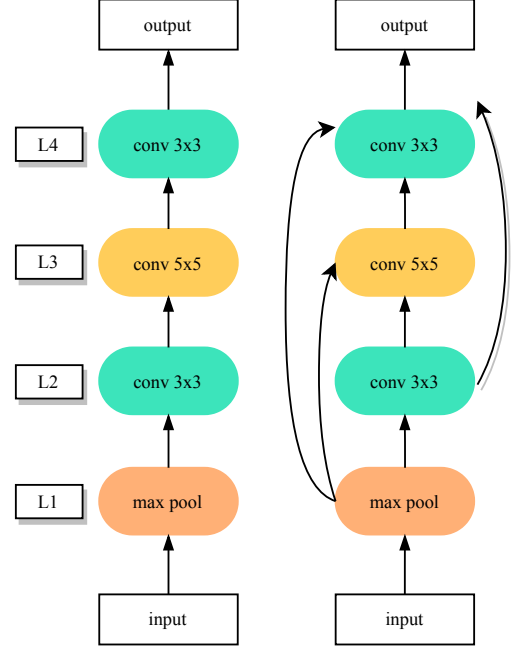 output
output
L4
conv 3x3
conv 3x3
L3
conv 5x5
conv 5x5
L2
conv 3x3
conv 3x3
L1
max pool
max pool
input
input